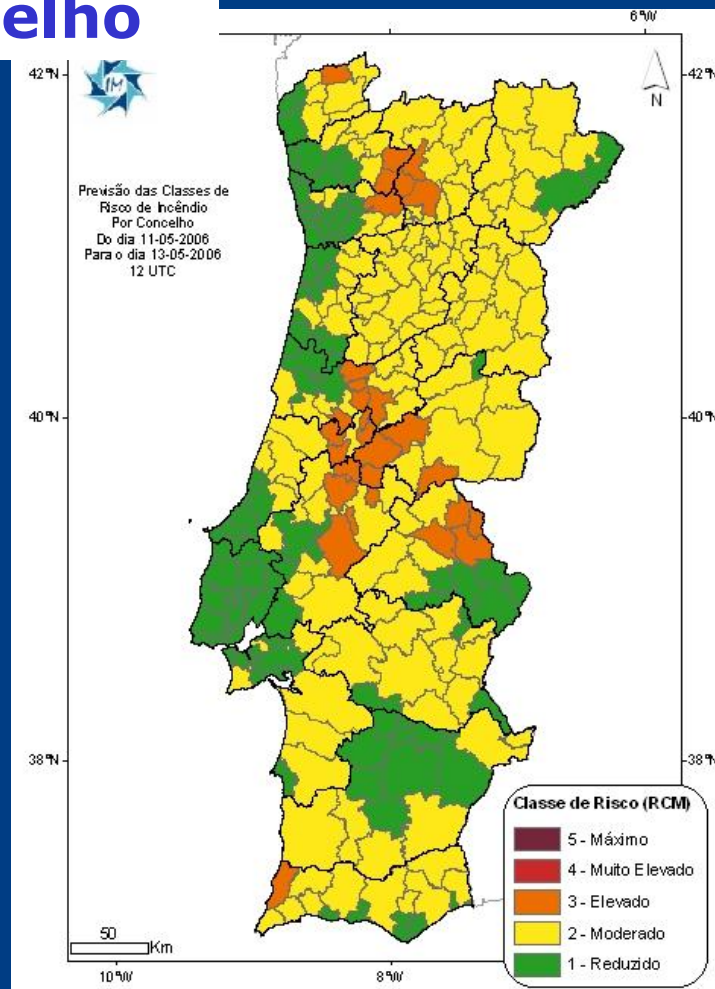 elho
6°W
42°N
42°N
IM
N
Previsão das Classes de
Risco de Incêndio
Por Concelho
Do dia 11-05-2006
Para o dia 13-05-2006
12 UTC
40°N
40°N
38°N
38°N
Classe de Risco (RCM)
5 - Máximo
4 - Muito Elevado
3 - Elevado
2 - Moderado
1 - Reduzido
50
Km
10°W
8°W